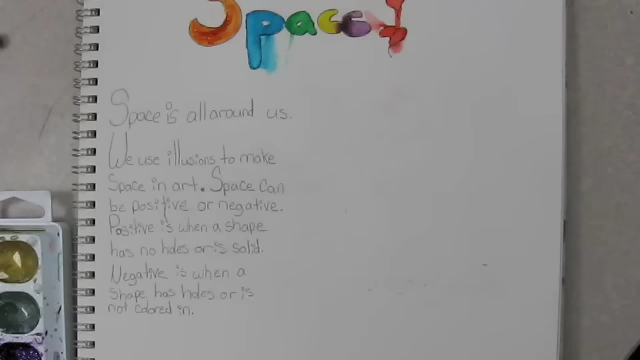 Space!
Space is all around us.
We use illusions to make
Space in art. Space can
be positive or negative.
Positive is when a shape
has no holes or is solid.
Negative is when a
shape has holes or is
not colored in.